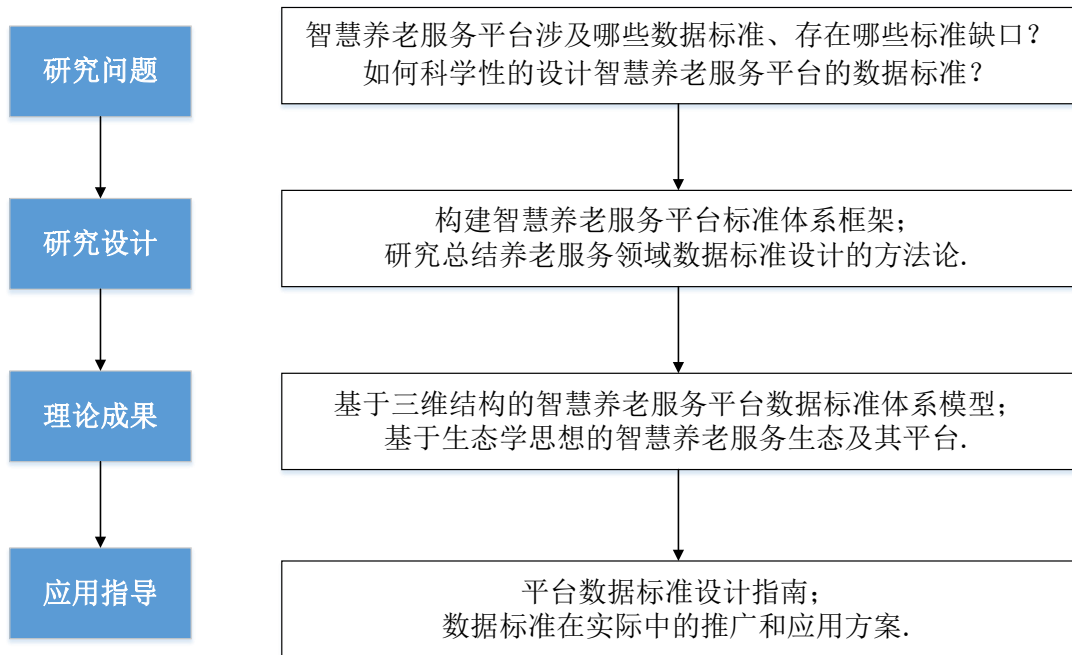 研究问题
智慧养老服务平台涉及哪些数据标准、存在哪些标准缺口？
如何科学性的设计智慧养老服务平台的数据标准？
研究设计
构建智慧养老服务平台标准体系框架；
研究总结养老服务领域数据标准设计的方法论.
理论成果
基于三维结构的智慧养老服务平台数据标准体系模型；
基于生态学思想的智慧养老服务生态及其平台.
应用指导
平台数据标准设计指南；
数据标准在实际中的推广和应用方案.